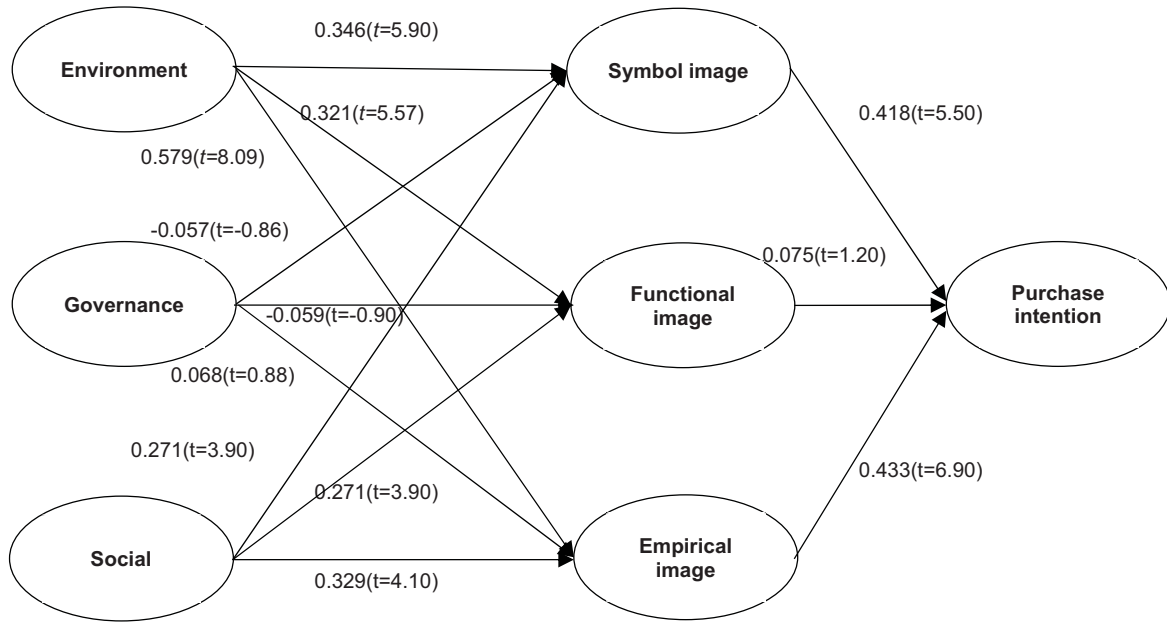 0.346(t=5.90)
Environment
Symbol image
0.321(t=5.57)
0.418(t=5.50)
0.579(t=8.09)
-0.057(t=-0.86)
0.075(t=1.20)
Governance
Functional
image
Purchase
intention
-0.059(t=-0.90)
0.068(t=0.88)
0.271(t=3.90)
0.433(t=6.90)
0.271(t=3.90)
Social
Empirical
image
0.329(t=4.10)